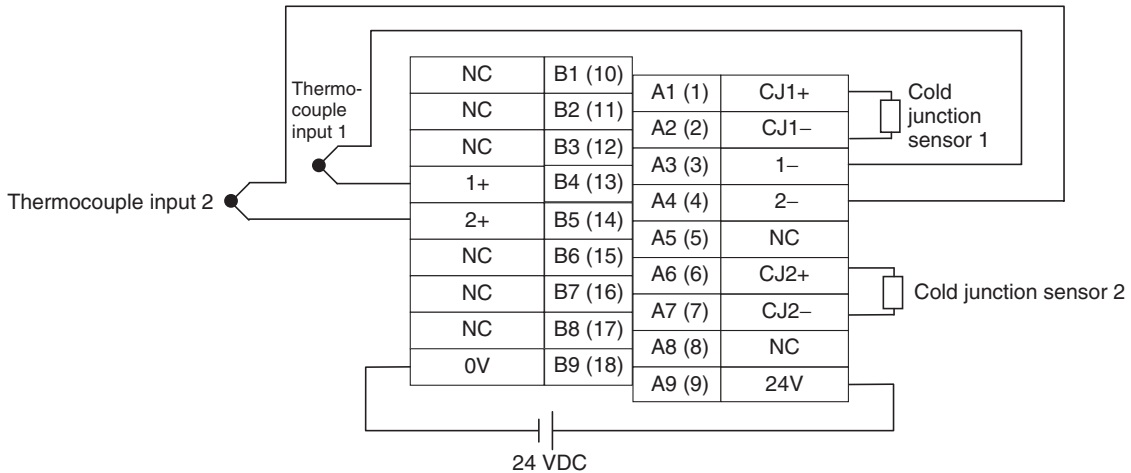 NC B1 (10)
A1 (1) CJ1+
Thermo-
couple
input 1
Cold
junction
sensor 1
NC B2 (11)
A2 (2) CJ1−
NC B3 (12)
A3 (3) 1−
1+ B4 (13)
A4 (4) 2−
Thermocouple input 2
2+ B5 (14)
A5 (5) NC
NC B6 (15)
A6 (6) CJ2+
NC B7 (16)
Cold junction sensor 2
A7 (7) CJ2−
NC B8 (17)
A8 (8) NC
0V B9 (18)
A9 (9) 24V
24 VDC